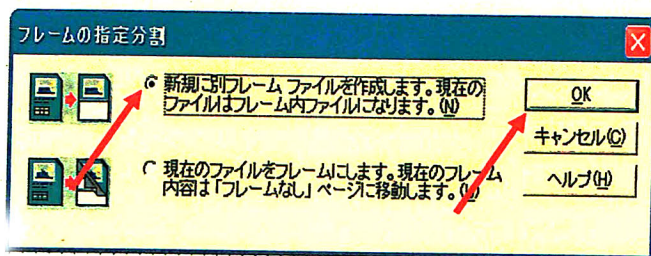 フレームの指定分割
新規に別フレーム ファイルを作成します。現在の
ファイルはフレーム内ファイルになります。(N)
現在のファイルをフレームにします。現在のフレーム
内容は「フレームなし」ページに移動します。
OK
キャンセル(C)
ヘルプ(H)